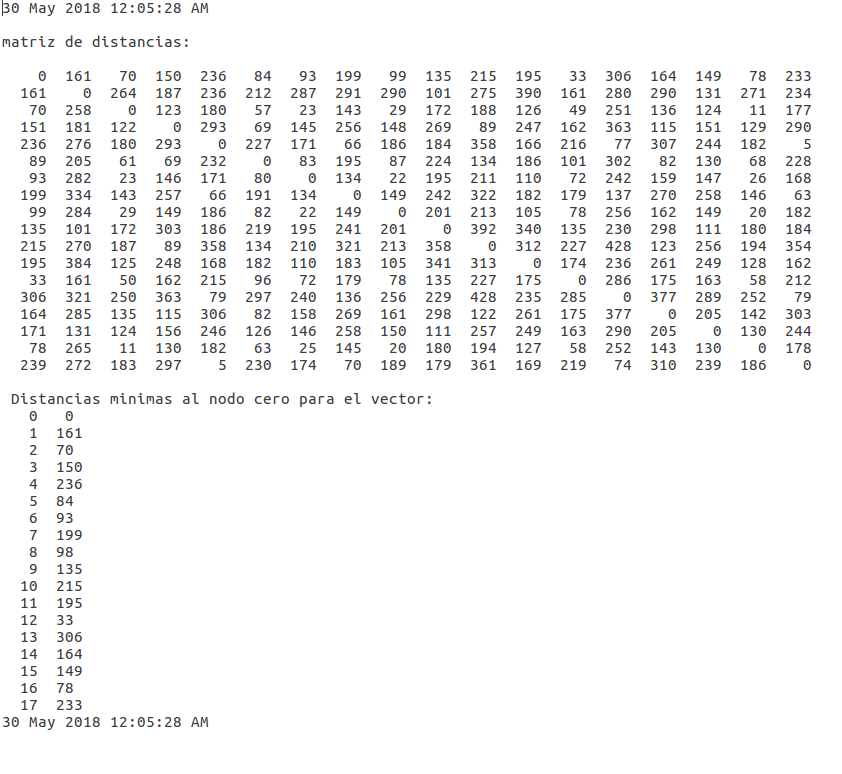 30 May 2018 12:05:28 AM
matriz de distancias:
0 161 70 150 236 84 93 199 99 135 215 195 33 306 164 149 78 233
161 0 264 187 236 212 287 291 290 101 275 390 161 280 290 131 271 234
70 258 0 123 180 57 23 143 29 172 188 126 49 251 136 124 11 177
151 181 122 0 293 69 145 256 148 269 89 247 162 363 115 151 129 290
236 276 180 293 0 227 171 66 186 184 358 166 216 77 307 244 182 5
89 205 61 69 232 0 83 195 87 224 134 186 101 302 82 130 68 228
93 282 23 146 171 80 0 134 22 195 211 110 72 242 159 147 26 168
199 334 143 257 66 191 134 0 149 242 322 182 179 137 270 258 146 63
99 284 29 149 186 82 22 149 0 201 213 105 78 256 162 149 20 182
135 101 172 303 186 219 195 241 201 0 392 340 135 230 298 111 180 184
215 270 187 89 358 134 210 321 213 358 0 312 227 428 123 256 194 354
195 384 125 248 168 182 110 183 105 341 313 0 174 236 261 249 128 162
33 161 50 162 215 96 72 179 78 135 227 175 0 286 175 163 58 212
306 321 250 363 79 297 240 136 256 229 428 235 285 0 377 289 252 79
164 285 135 115 306 82 158 269 161 298 122 261 175 377 0 205 142 303
171 131 124 156 246 126 146 258 150 111 257 249 163 290 205 0 130 244
78 265 11 130 182 63 25 145 20 180 194 127 58 252 143 130 0 178
239 272 183 297 5 230 174 70 189 179 361 169 219 74 310 239 186 0
Distancias minimas al nodo cero para el vector:
0 0
1 161
2 70
3 150
4 236
5 84
6 93
7 199
8 98
9 135
10 215
11 195
12 33
13 306
14 164
15 149
16 78
17 233
30 May 2018 12:05:28 AM